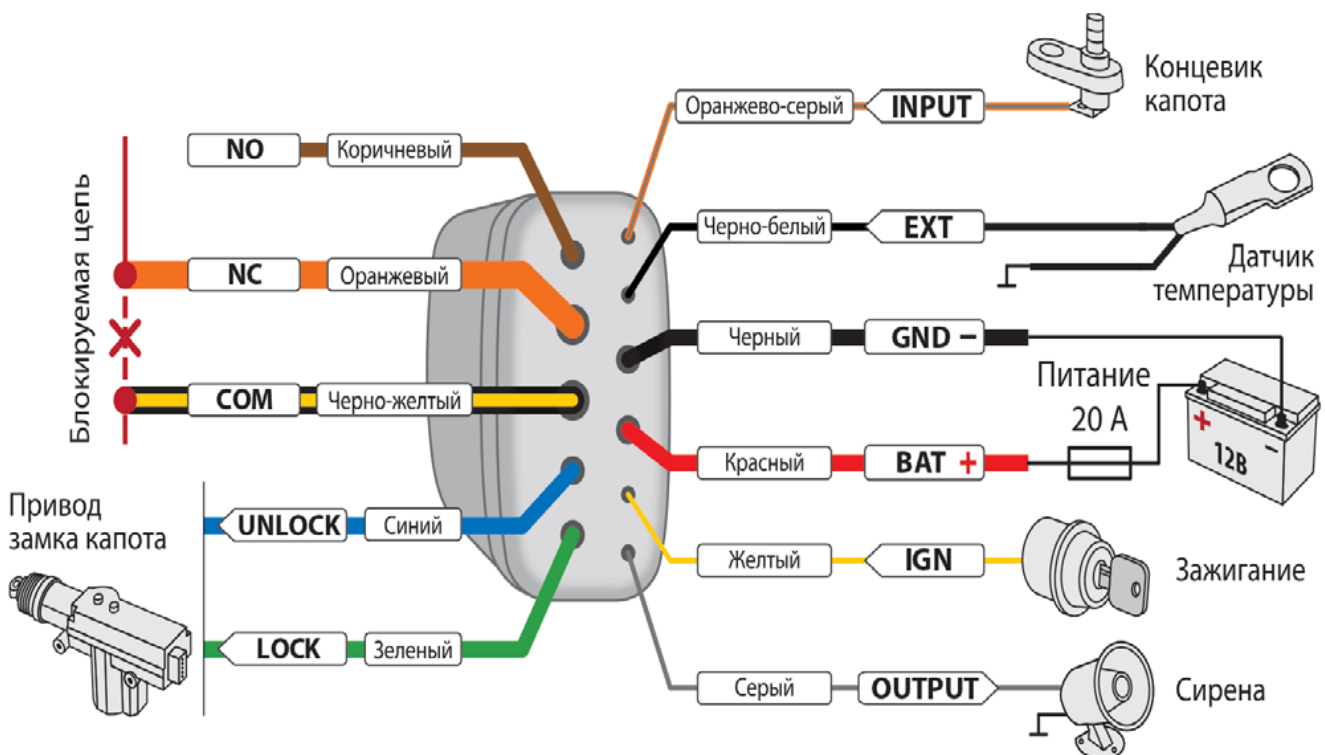 Блокируемая цепь
NO Коричневый
NC Оранжевый
COM Черно-желтый
Привод
замка капота
UNLOCK Синий
LOCK Зеленый
Оранжево-серый INPUT
Концевик
капота
Черно-белый EXT
Датчик
температуры
Черный GND –
Питание
20 А
Красный BAT +
+ –
12В
Желтый IGN
Зажигание
Серый OUTPUT
Сирена